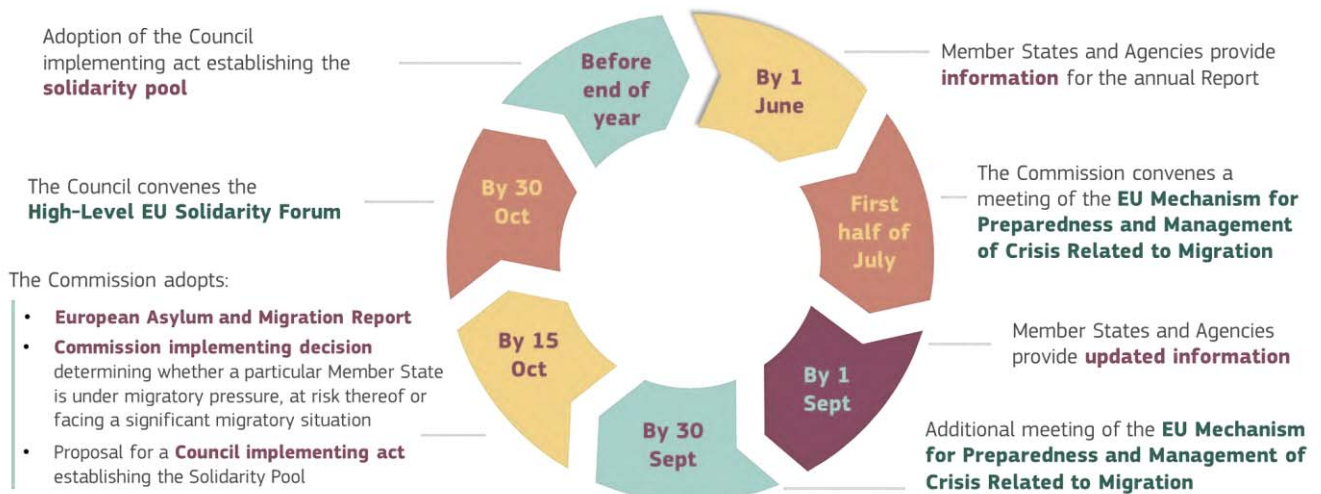 Before
end of
year
Adoption of the Council
implementing act establishing the
solidarity pool
By 1
June
Member States and Agencies provide
information for the annual Report
First
half of
July
The Commission convenes a
meeting of the EU Mechanism for
Preparedness and Management
of Crisis Related to Migration
By 1
Sept
Member States and Agencies
provide updated information
By 30
Sept
Additional meeting of the EU Mechanism
for Preparedness and Management of
Crisis Related to Migration
By 15
Oct
The Commission adopts:
• European Asylum and Migration Report
• Commission implementing decision
determining whether a particular Member State
is under migratory pressure, at risk thereof or
facing a significant migratory situation
• Proposal for a Council implementing act
establishing the Solidarity Pool
By 30
Oct
The Council convenes the
High-Level EU Solidarity Forum